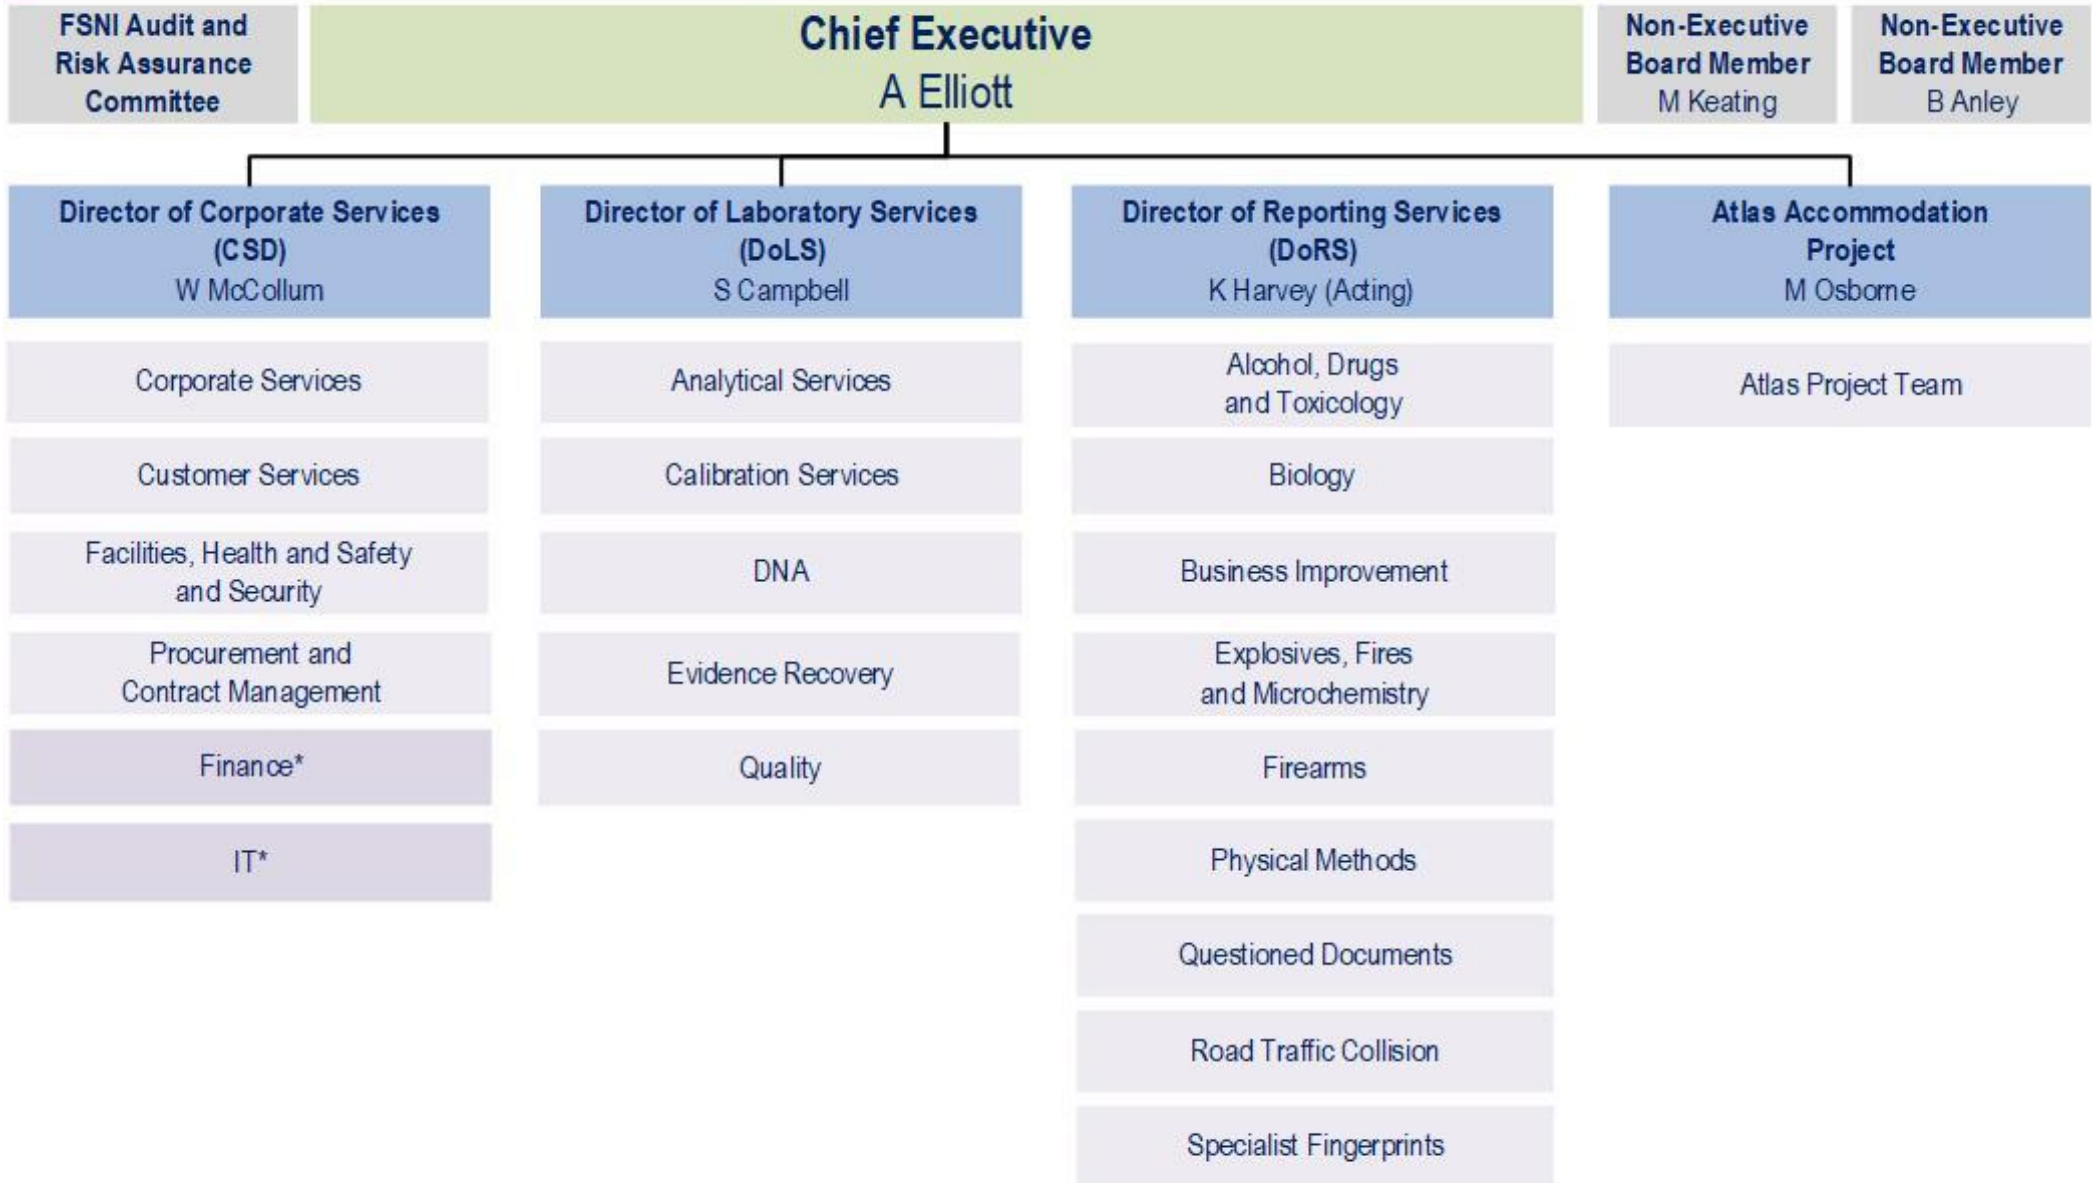 FSNI Audit and
Risk Assurance
Committee
Chief Executive
A Elliott
Non-Executive
Board Member
M Keating
Non-Executive
Board Member
B Anley
Director of Corporate Services
(CSD)
W McCollum
Director of Laboratory Services
(DoLS)
S Campbell
Director of Reporting Services
(DoRS)
K Harvey (Acting)
Atlas Accommodation
Project
M Osborne
Corporate Services
Customer Services
Facilities, Health and Safety
and Security
Procurement and
Contract Management
Finance*
IT*
Analytical Services
Calibration Services
DNA
Evidence Recovery
Quality
Alcohol, Drugs
and Toxicology
Biology
Business Improvement
Explosives, Fires
and Microchemistry
Firearms
Physical Methods
Questioned Documents
Road Traffic Collision
Specialist Fingerprints
Atlas Project Team